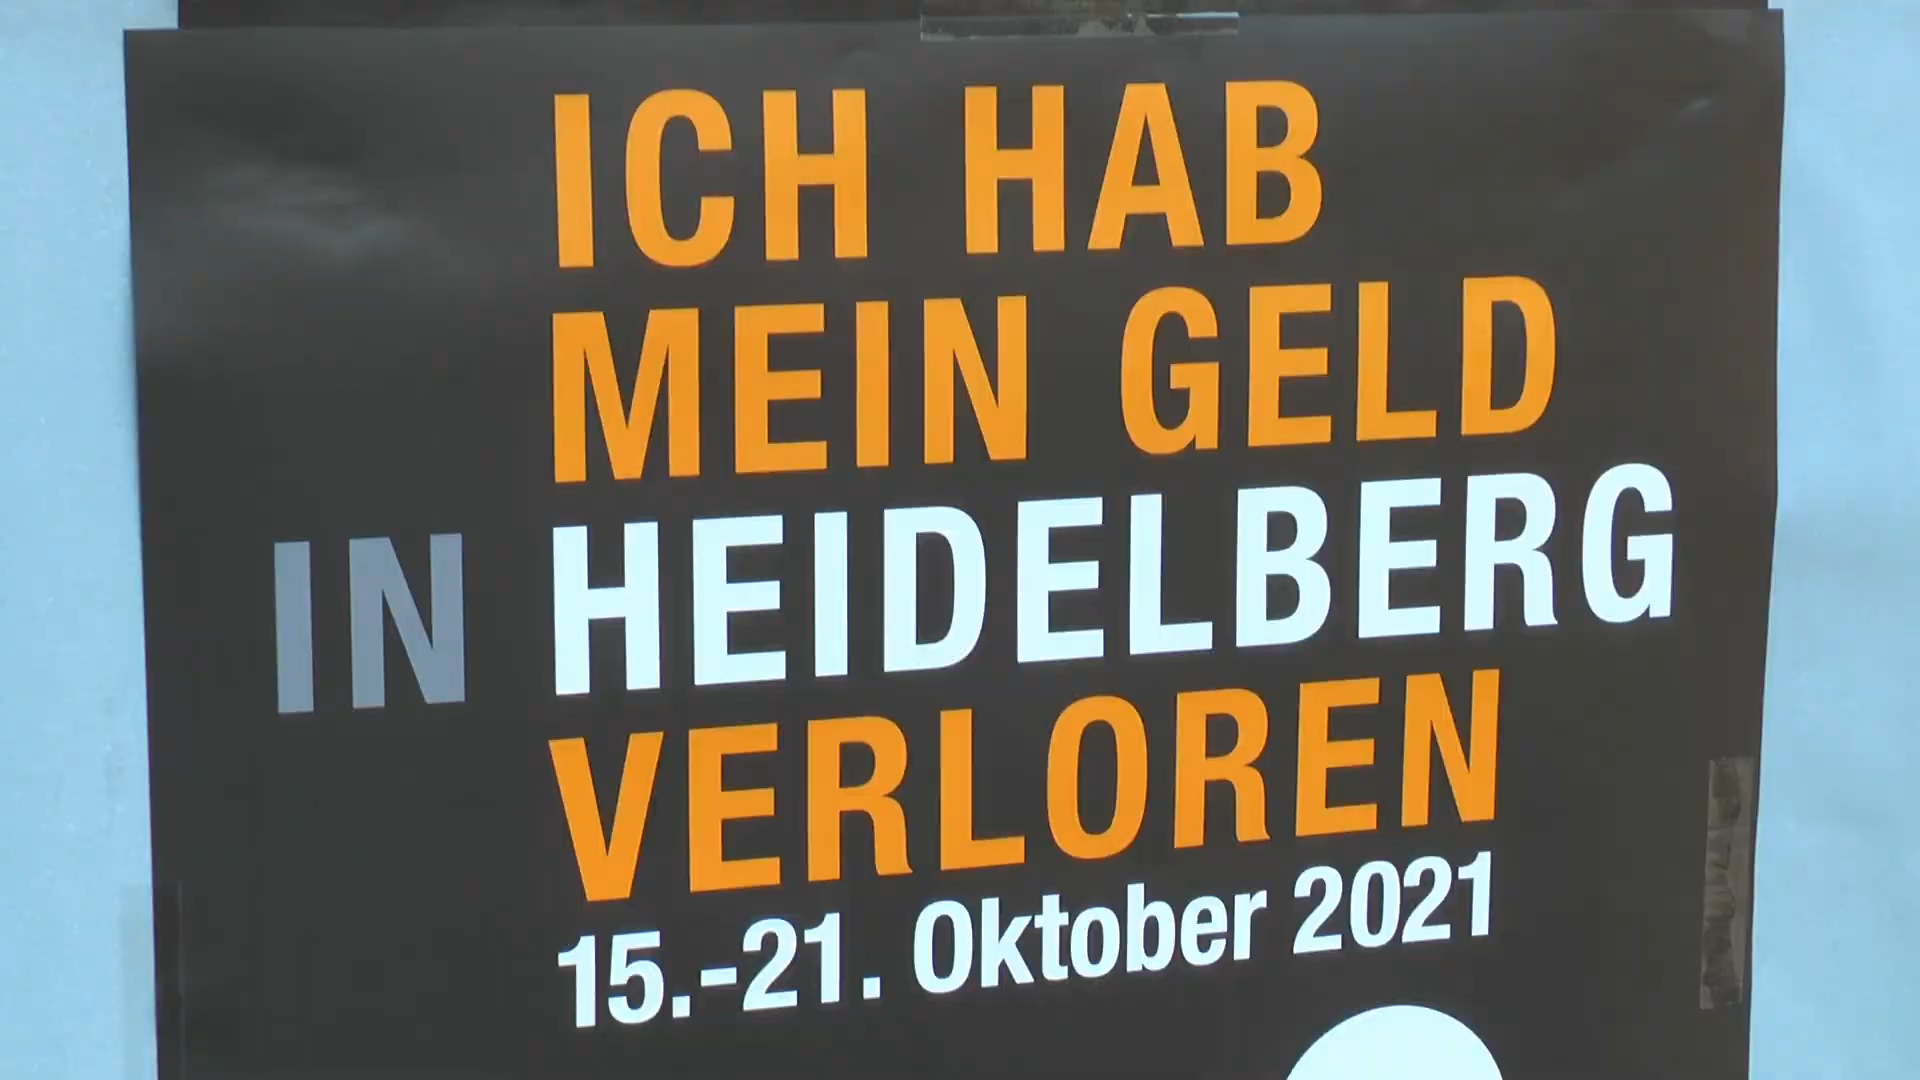 ICH HAB
MEIN GELD
IN HEIDELBERG
VERLOREN
15.-21. Oktober 2021